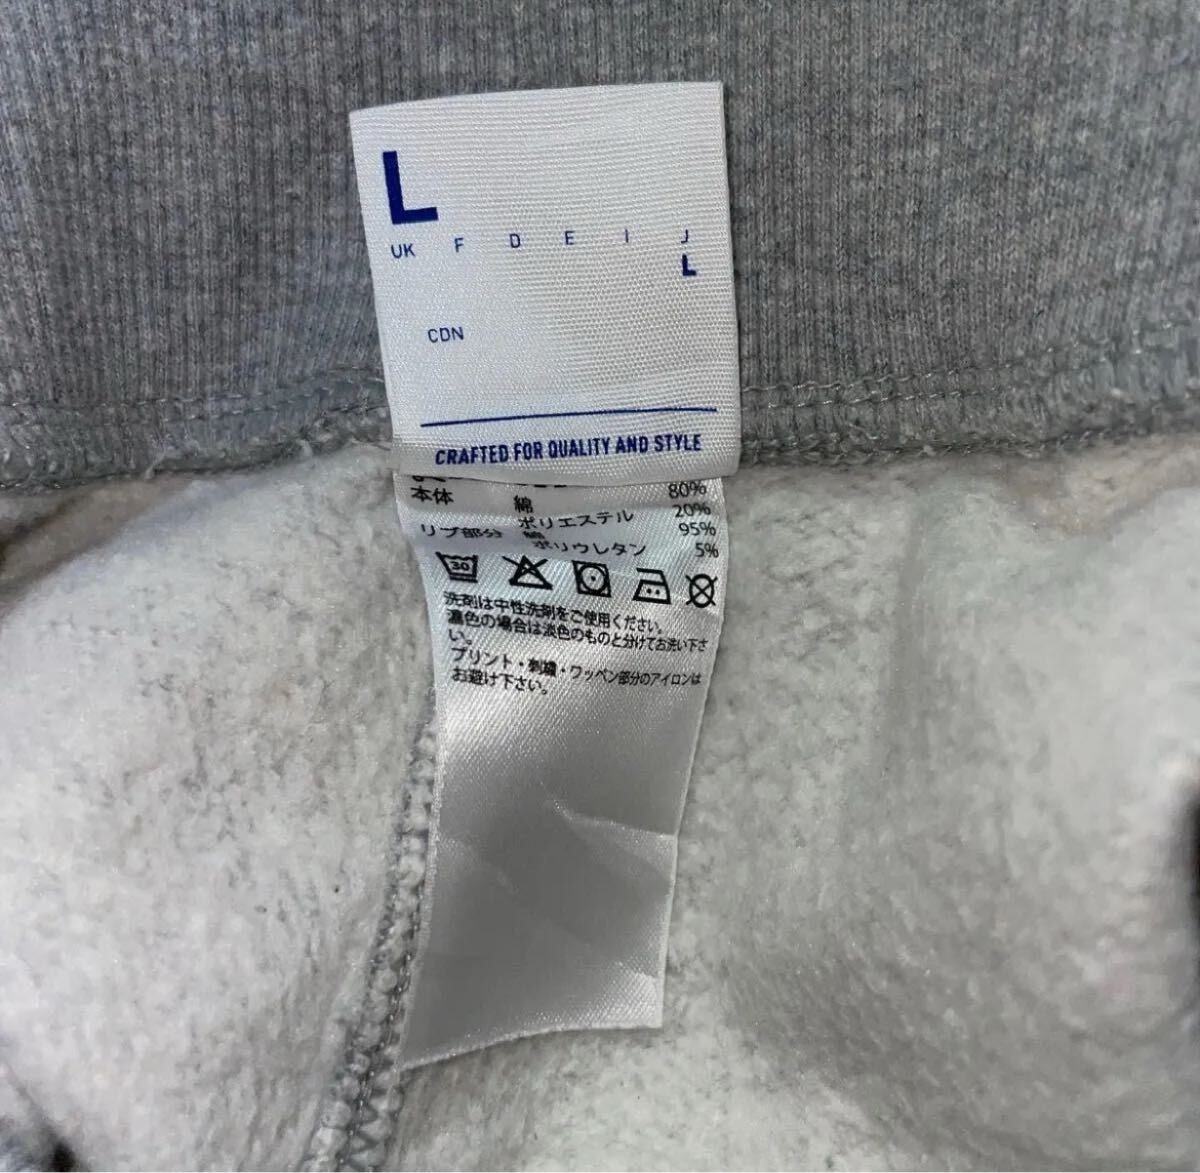 L
UK F D E I J
L
CDN
CRAFTED FOR QUALITY AND STYLE
本体 綿 80%
ポリエステル 20%
リブ部分 綿 95%
ポリウレタン 5%
30
洗剤は中性洗剤をご使用ください。
濃色の場合は淡色のものと分けてお洗い下さ
い。
プリント・刺繍・ワッペン部分のアイロンは
お避け下さい。